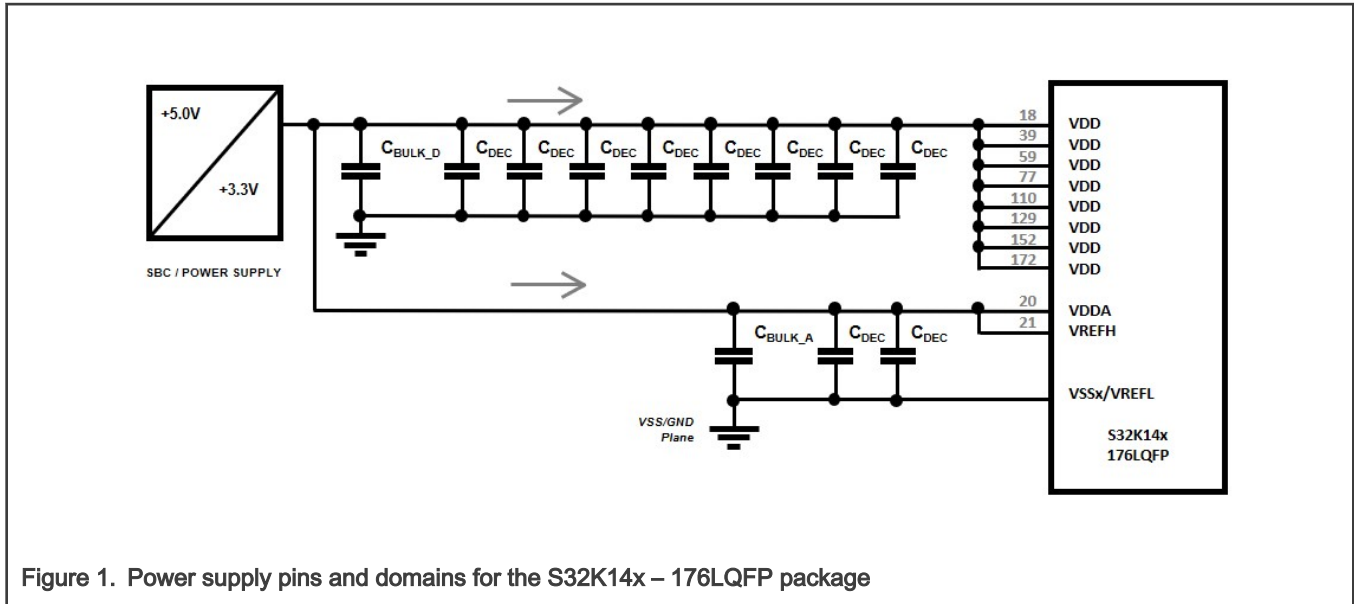 +5.0V
+3.3V
SBC / POWER SUPPLY
CBULK_D
CDEC
CDEC
CDEC
CDEC
CDEC
CDEC
CDEC
CDEC
18 VDD
39 VDD
59 VDD
77 VDD
110 VDD
129 VDD
152 VDD
172 VDD
20 VDDA
21 VREFH
CBULK_A
CDEC
CDEC
VSSx/VREFL
VSS/GND
Plane
S32K14x
176LQFP
Figure 1. Power supply pins and domains for the S32K14x – 176LQFP package